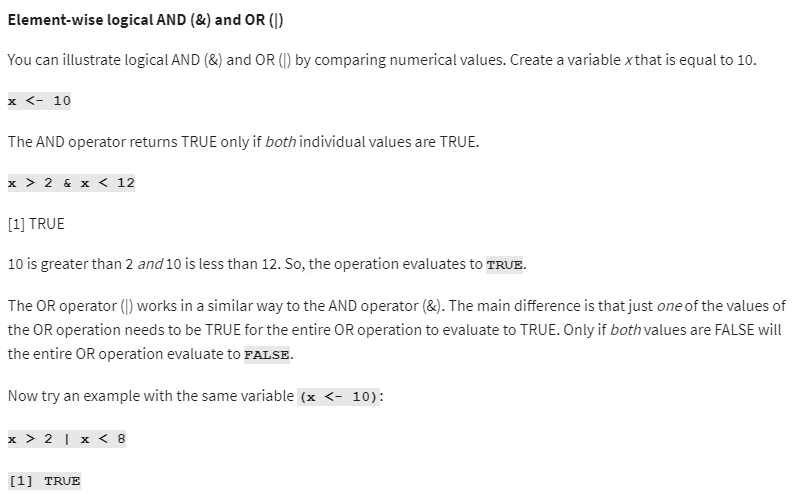 Element-wise logical AND (&) and OR (|)
You can illustrate logical AND (&) and OR (|) by comparing numerical values. Create a variable x that is equal to 10.
x <- 10
The AND operator returns TRUE only if both individual values are TRUE.
x > 2 & x < 12
[1] TRUE
10 is greater than 2 and 10 is less than 12. So, the operation evaluates to TRUE.
The OR operator (|) works in a similar way to the AND operator (&). The main difference is that just one of the values of
the OR operation needs to be TRUE for the entire OR operation to evaluate to TRUE. Only if both values are FALSE will
the entire OR operation evaluate to FALSE.
Now try an example with the same variable (x <- 10):
x > 2 | x < 8
[1] TRUE